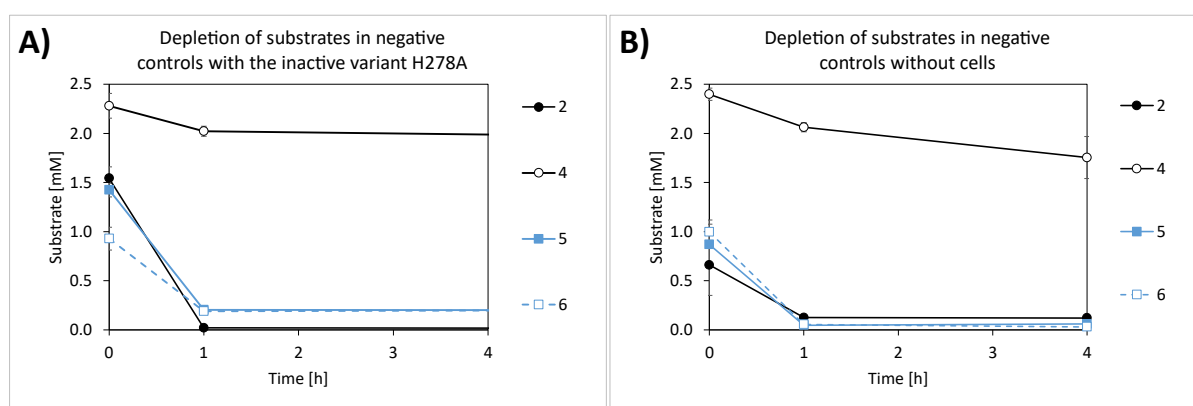 A)
Depletion of substrates in negative
controls with the inactive variant H278A
Substrate [mM]
2.5
2.0
1.5
1.0
0.5
0.0
0 1 2 3 4
Time [h]
2
4
5
6
B)
Depletion of substrates in negative
controls without cells
Substrate [mM]
2.5
2.0
1.5
1.0
0.5
0.0
0 1 2 3 4
Time [h]
2
4
5
6